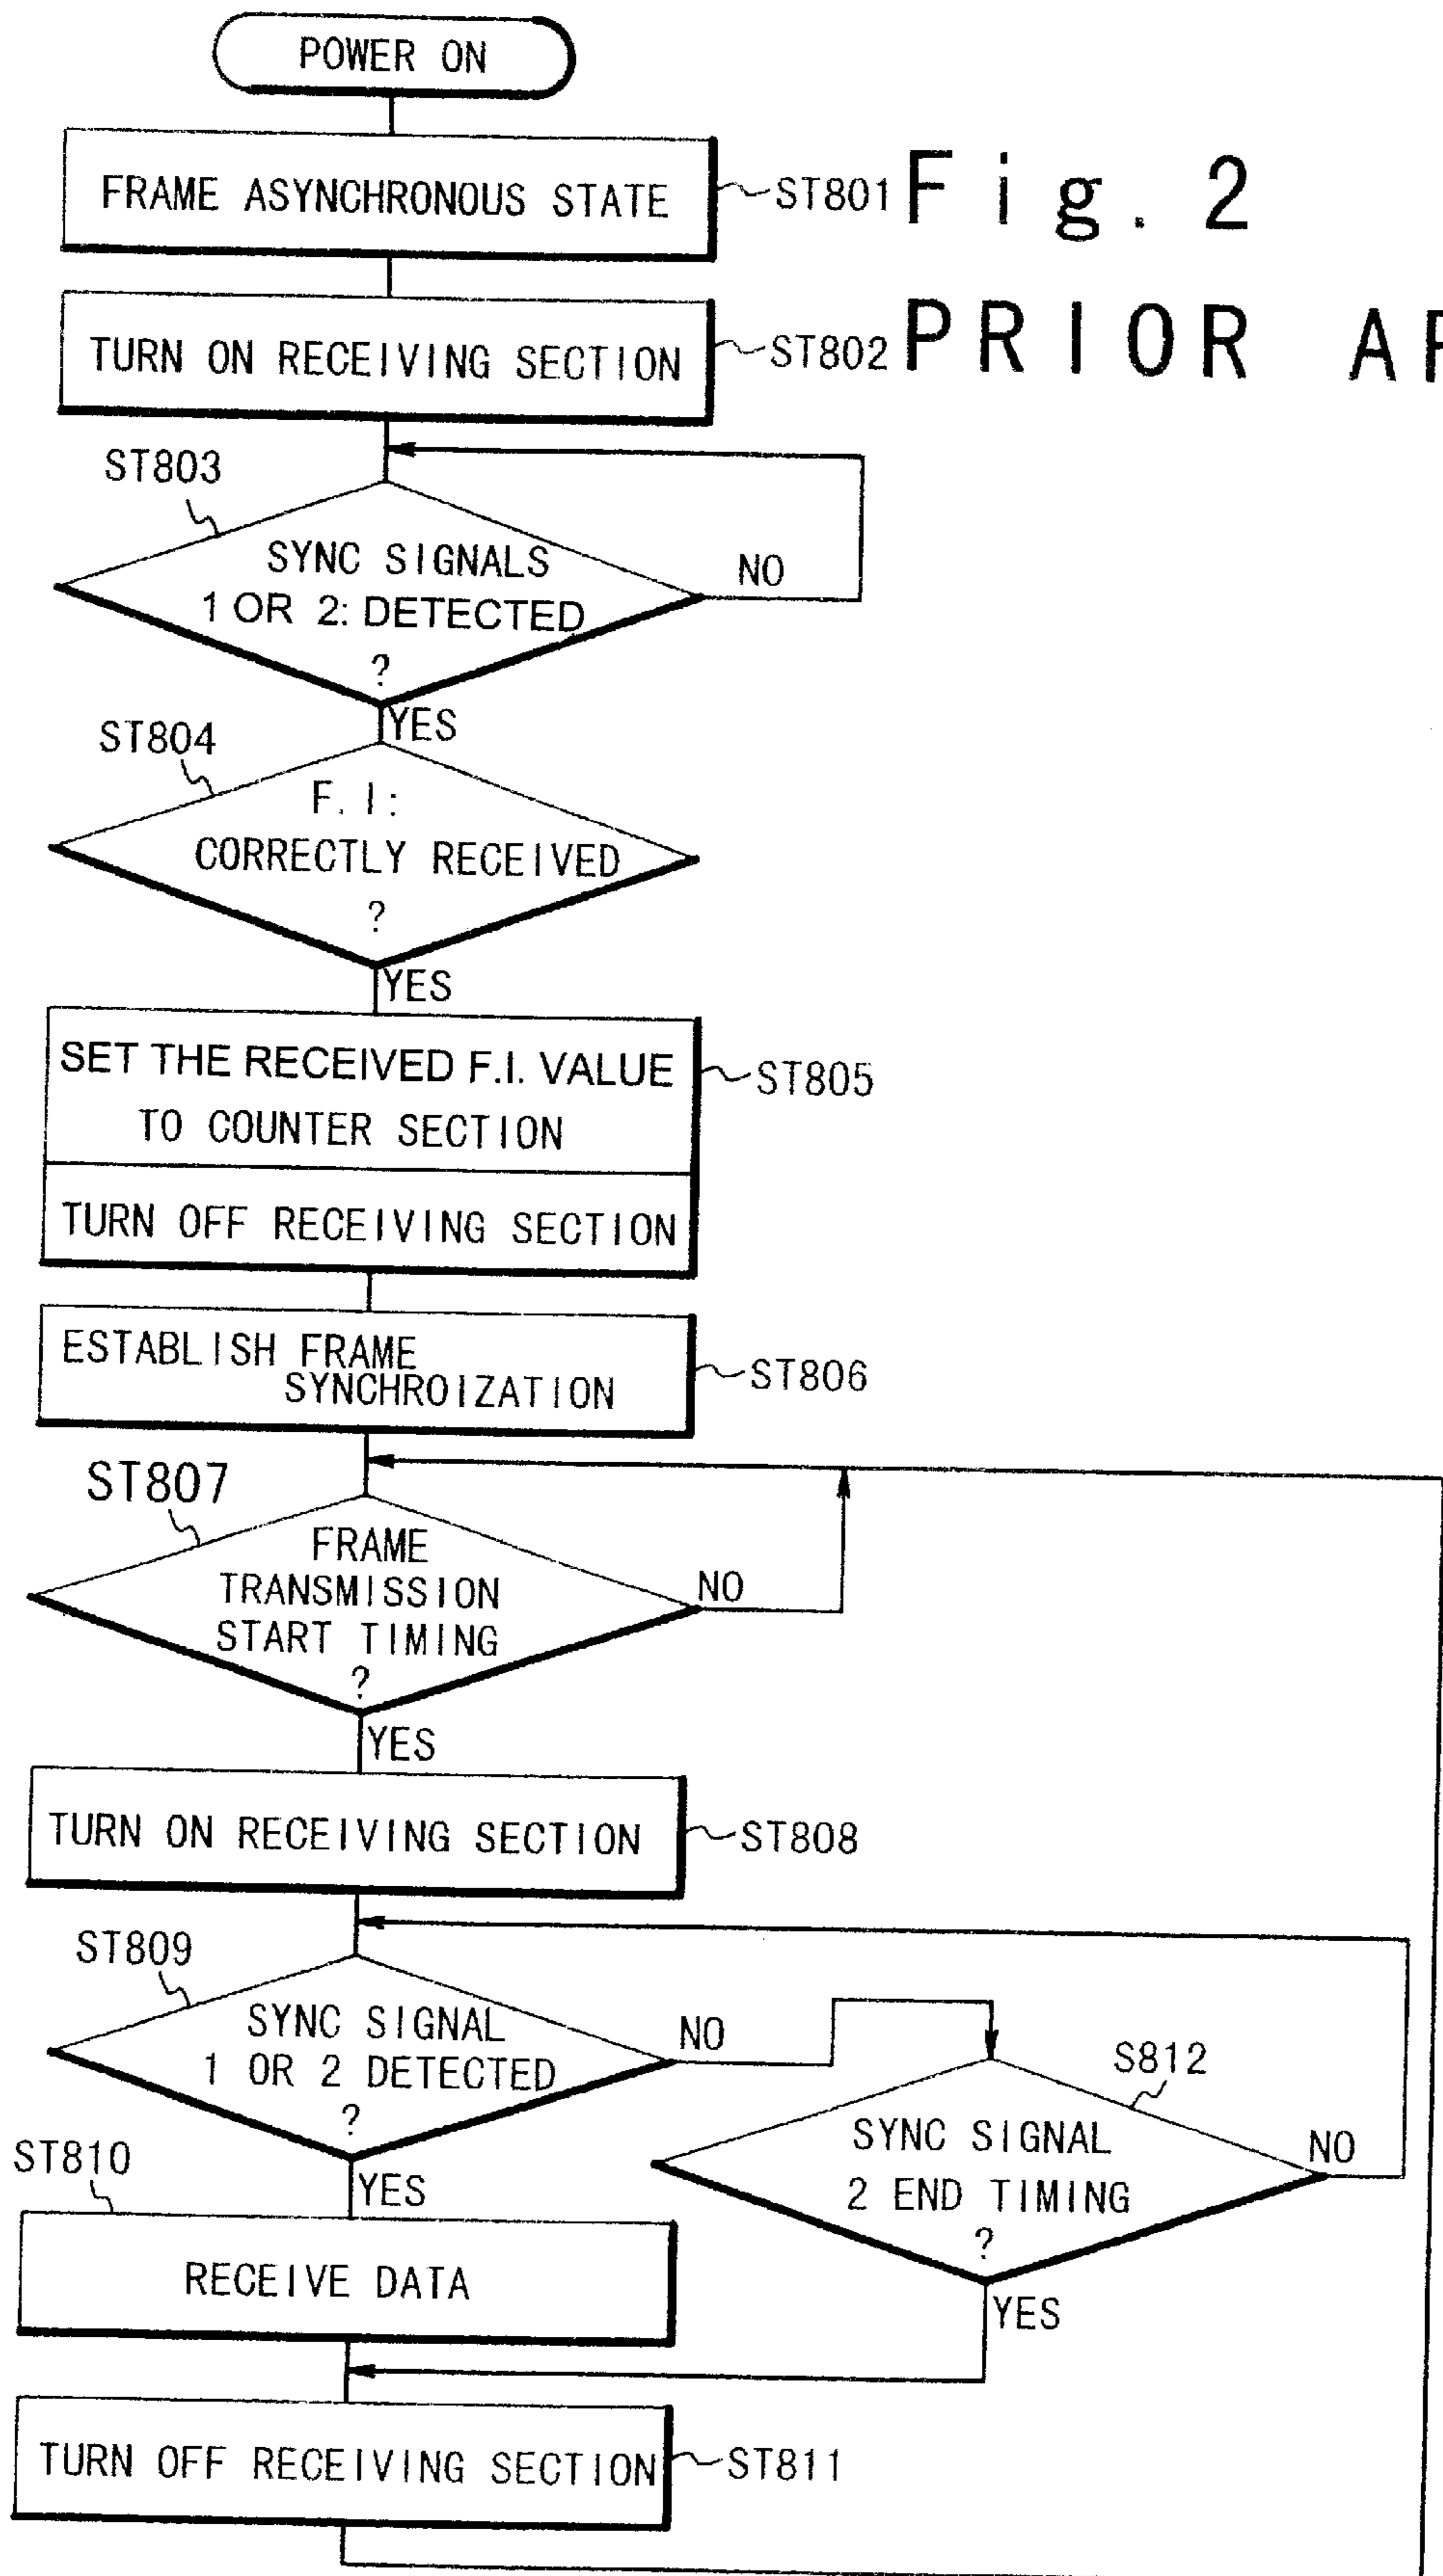 POWER ON
FRAME ASYNCHRONOUS STATE
ST801
Fig. 2
TURN ON RECEIVING SECTION
ST802
PRIOR
ST803
SYNC SIGNALS
1 OR 2: DETECTED
?
NO
YES
ST804
F. I:
CORRECTLY RECEIVED
?
YES
SET THE RECEIVED F.I. VALUE
TO COUNTER SECTION
ST805
TURN OFF RECEIVING SECTION
ESTABLISH FRAME
SYNCHROIZATION
ST806
ST807
FRAME
TRANSMISSION
START TIMING
?
NO
YES
TURN ON RECEIVING SECTION
ST808
ST809
SYNC SIGNAL
1 OR 2 DETECTED
?
NO
S812
SYNC SIGNAL
2 END TIMING
?
NO
YES
ST810
YES
RECEIVE DATA
TURN OFF RECEIVING SECTION
ST811